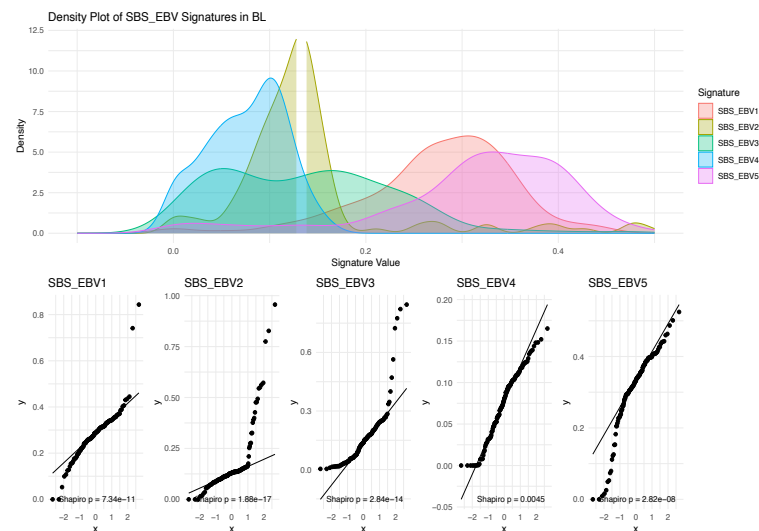 Density Plot of SBS_EBV Signatures in BL
12.5
10.0
7.5
5.0
2.5
0.0
Density
0.0 0.2 0.4
Signature Value
Signature
SBS_EBV1
SBS_EBV2
SBS_EBV3
SBS_EBV4
SBS_EBV5
SBS_EBV1
0.8
0.6
0.4
0.2
0.0
y
Shapiro p = 7.34e−11
−2 −1 0 1 2
x
SBS_EBV2
1.00
0.75
0.50
0.25
0.00
y
Shapiro p = 1.88e−17
−2 −1 0 1 2
x
SBS_EBV3
0.6
0.3
0.0
y
Shapiro p = 2.84e−14
−2 −1 0 1 2
x
SBS_EBV4
0.20
0.15
0.10
0.05
0.00
−0.05
y
Shapiro p = 0.0045
−2 −1 0 1 2
x
SBS_EBV5
0.4
0.2
0.0
y
Shapiro p = 2.82e−08
−2 −1 0 1 2
x